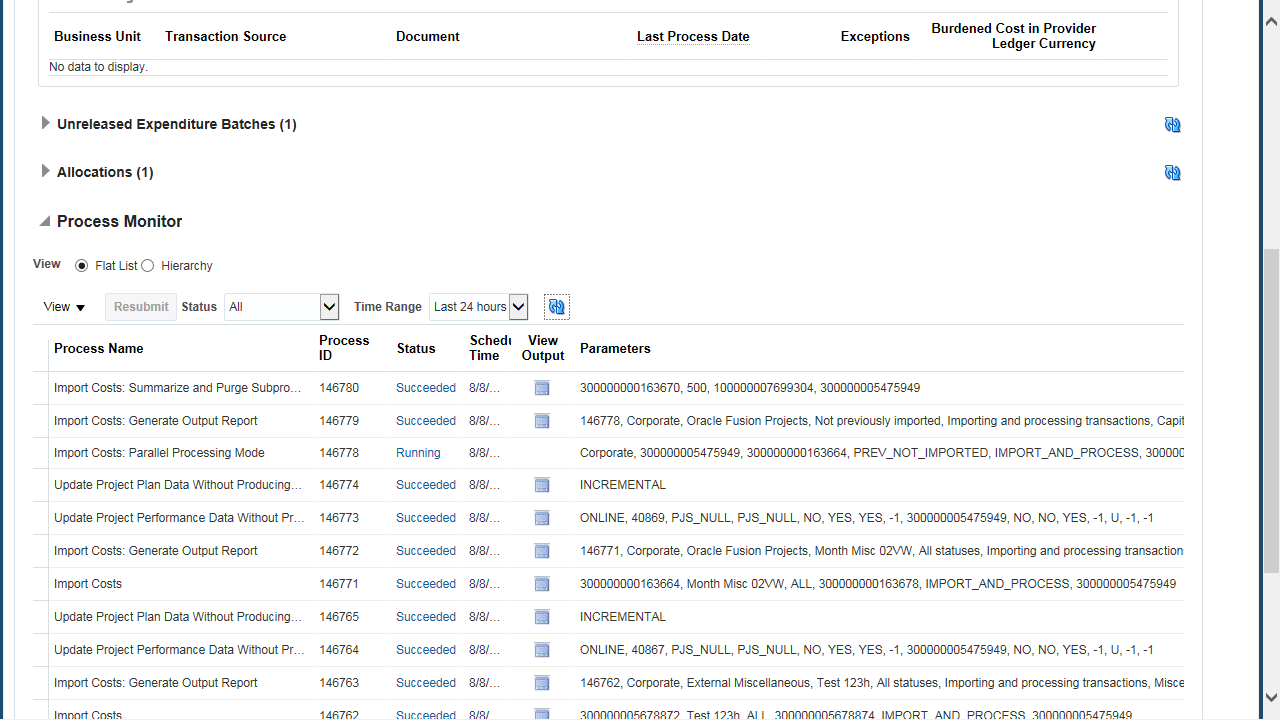 Business Unit Transaction Source Document Last Process Date Exceptions Burdened Cost in Provider Ledger Currency
No data to display.
Unreleased Expenditure Batches (1)
Allocations (1)
Process Monitor
View Flat List Hierarchy
View Resubmit Status All Time Range Last 24 hours
Process Name Process ID Status Schedu Time View Output Parameters
Import Costs: Summarize and Purge Subpro... 146780 Succeeded 8/8/... 300000000163670, 500, 100000007699304, 300000005475949
Import Costs: Generate Output Report 146779 Succeeded 8/8/... 146778, Corporate, Oracle Fusion Projects, Not previously imported, Importing and processing transactions, Capit
Import Costs: Parallel Processing Mode 146778 Running 8/8/... Corporate, 300000005475949, 300000000163664, PREV_NOT_IMPORTED, IMPORT_AND_PROCESS, 300000
Update Project Plan Data Without Producing... 146774 Succeeded 8/8/... INCREMENTAL
Update Project Performance Data Without Pr... 146773 Succeeded 8/8/... ONLINE, 40869, PJS_NULL, PJS_NULL, NO, YES, YES, -1, 300000005475949, NO, NO, YES, -1, U, -1, -1
Import Costs: Generate Output Report 146772 Succeeded 8/8/... 146771, Corporate, Oracle Fusion Projects, Month Misc 02VW, All statuses, Importing and processing transaction
Import Costs 146771 Succeeded 8/8/... 300000000163664, Month Misc 02VW, ALL, 300000000163678, IMPORT_AND_PROCESS, 300000005475949
Update Project Plan Data Without Producing... 146765 Succeeded 8/8/... INCREMENTAL
Update Project Performance Data Without Pr... 146764 Succeeded 8/8/... ONLINE, 40867, PJS_NULL, PJS_NULL, NO, YES, YES, -1, 300000005475949, NO, NO, YES, -1, U, -1, -1
Import Costs: Generate Output Report 146763 Succeeded 8/8/... 146762, Corporate, External Miscellaneous, Test 123h, All statuses, Importing and processing transactions, Misce
Import Costs 146762 Succeeded 8/8/... 300000005678872, Test 123h, ALL, 300000005678874, IMPORT_AND_PROCESS, 300000005475949